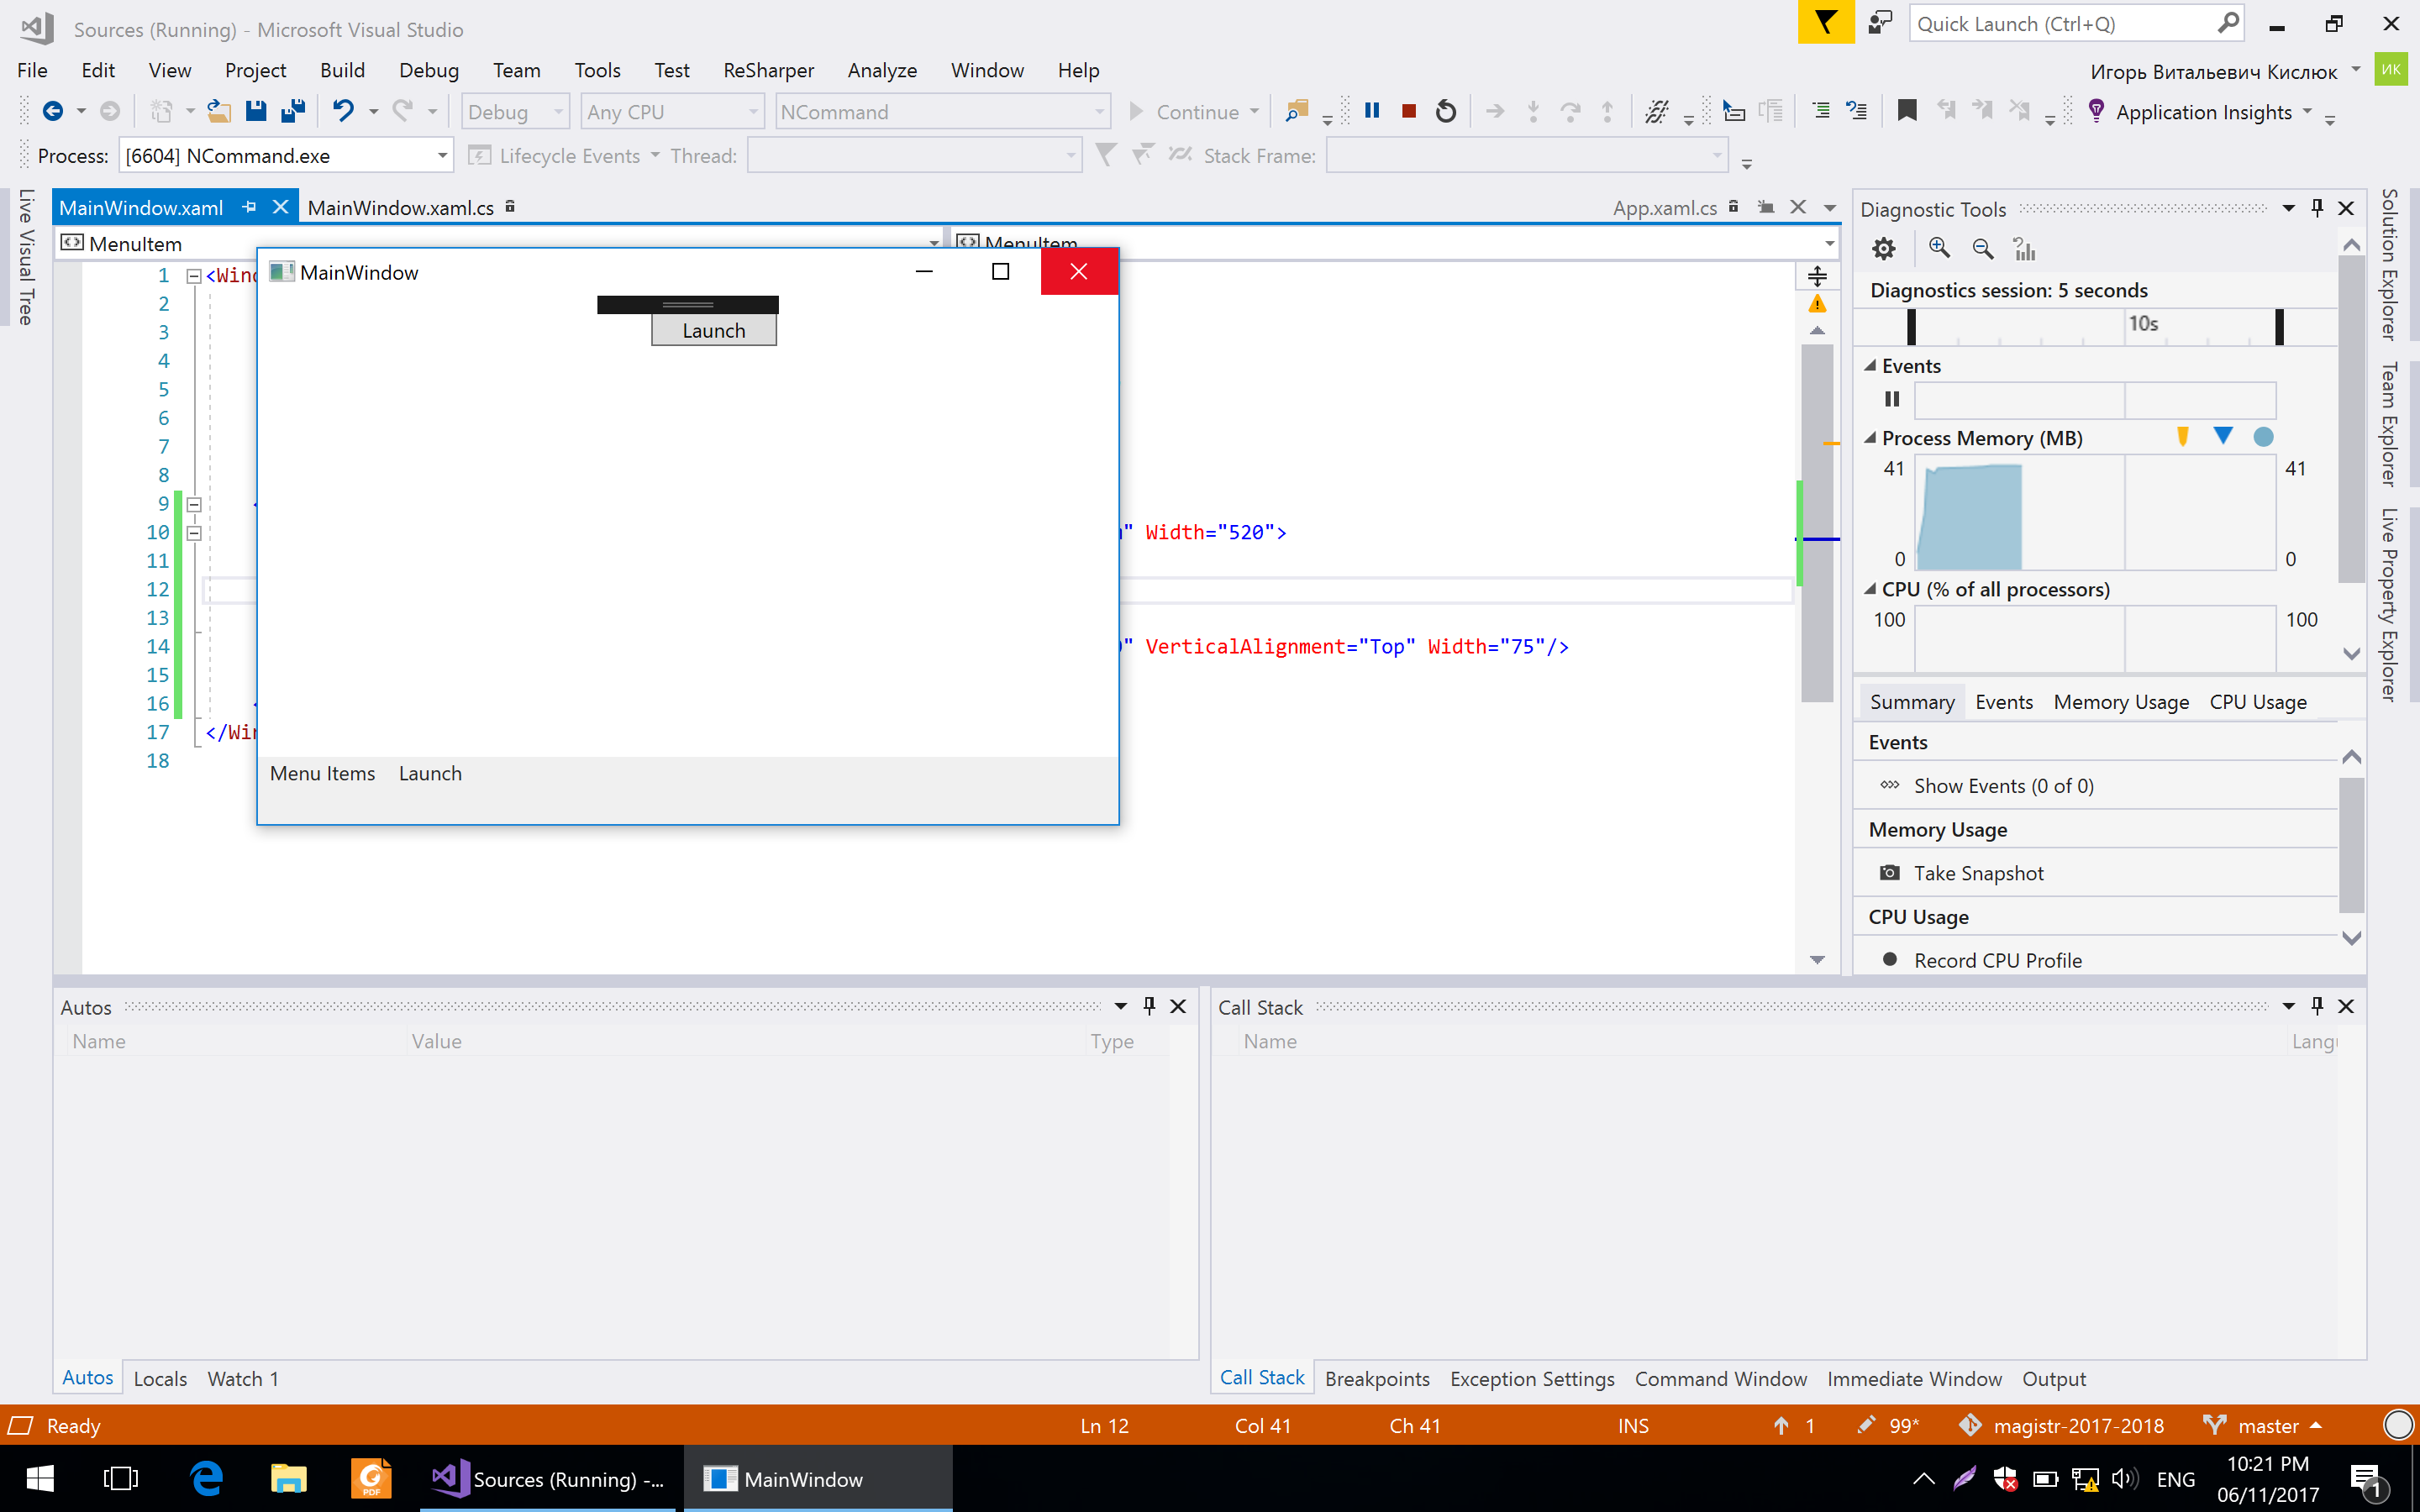 Sources (Running) - Microsoft Visual Studio
Quick Launch (Ctrl+Q)
File Edit View Project Build Debug Team Tools Test ReSharper Analyze Window Help
Игорь Витальевич Кислюк
ИК
Debug Any CPU NCommand Continue Application Insights
Process: [6604] NCommand.exe Lifecycle Events Thread: Stack Frame:
Live Visual Tree
MainWindow.xaml MainWindow.xaml.cs App.xaml.cs
MenuItem MenuItem
1 <Wind
2
3
4
5
6
7
8
9
10 " Width="520">
11
12
13
14 " VerticalAlignment="Top" Width="75"/>
15
16
17 </Win
18
MainWindow
Launch
Menu Items Launch
Diagnostic Tools
Diagnostics session: 5 seconds
10s
Events
Process Memory (MB)
41 41
0 0
CPU (% of all processors)
100 100
Summary Events Memory Usage CPU Usage
Events
Show Events (0 of 0)
Memory Usage
Take Snapshot
CPU Usage
Record CPU Profile
Solution Explorer
Team Explorer
Live Property Explorer
Autos
Name Value Type
Autos Locals Watch 1
Call Stack
Name Langu
Call Stack Breakpoints Exception Settings Command Window Immediate Window Output
Ready Ln 12 Col 41 Ch 41 INS 1 99* magistr-2017-2018 master
PDF
Sources (Running) -...
MainWindow
ENG
10:21 PM
06/11/2017
1